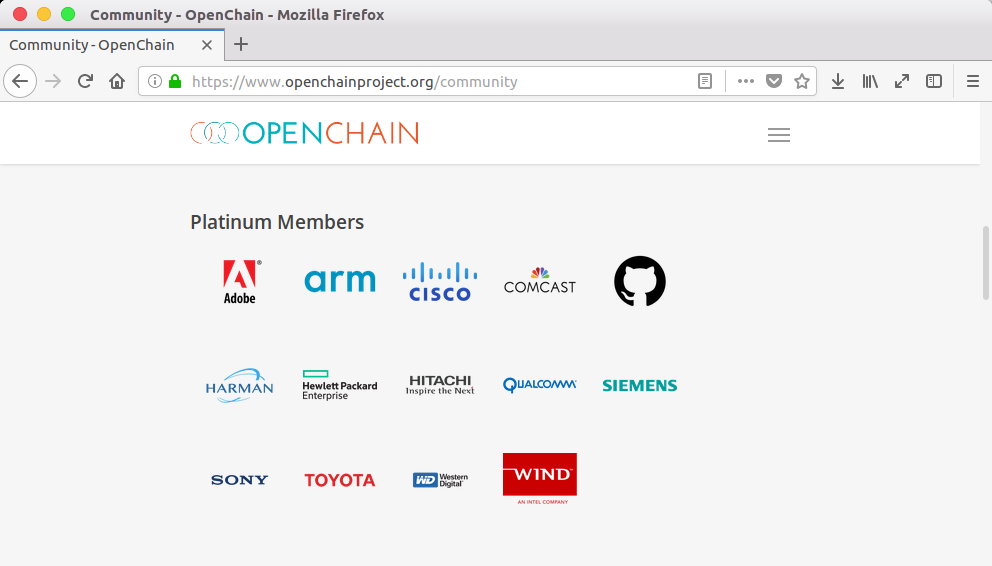 Community - OpenChain - Mozilla Firefox
Community - OpenChain
https://www.openchainproject.org/community
OPENCHAIN
Platinum Members
Adobe
arm
CISCO
COMCAST
HARMAN
Hewlett Packard
Enterprise
HITACHI
Inspire the Next
QUALCOMM
SIEMENS
SONY
TOYOTA
WD Western
Digital
WIND
AN INTEL COMPANY